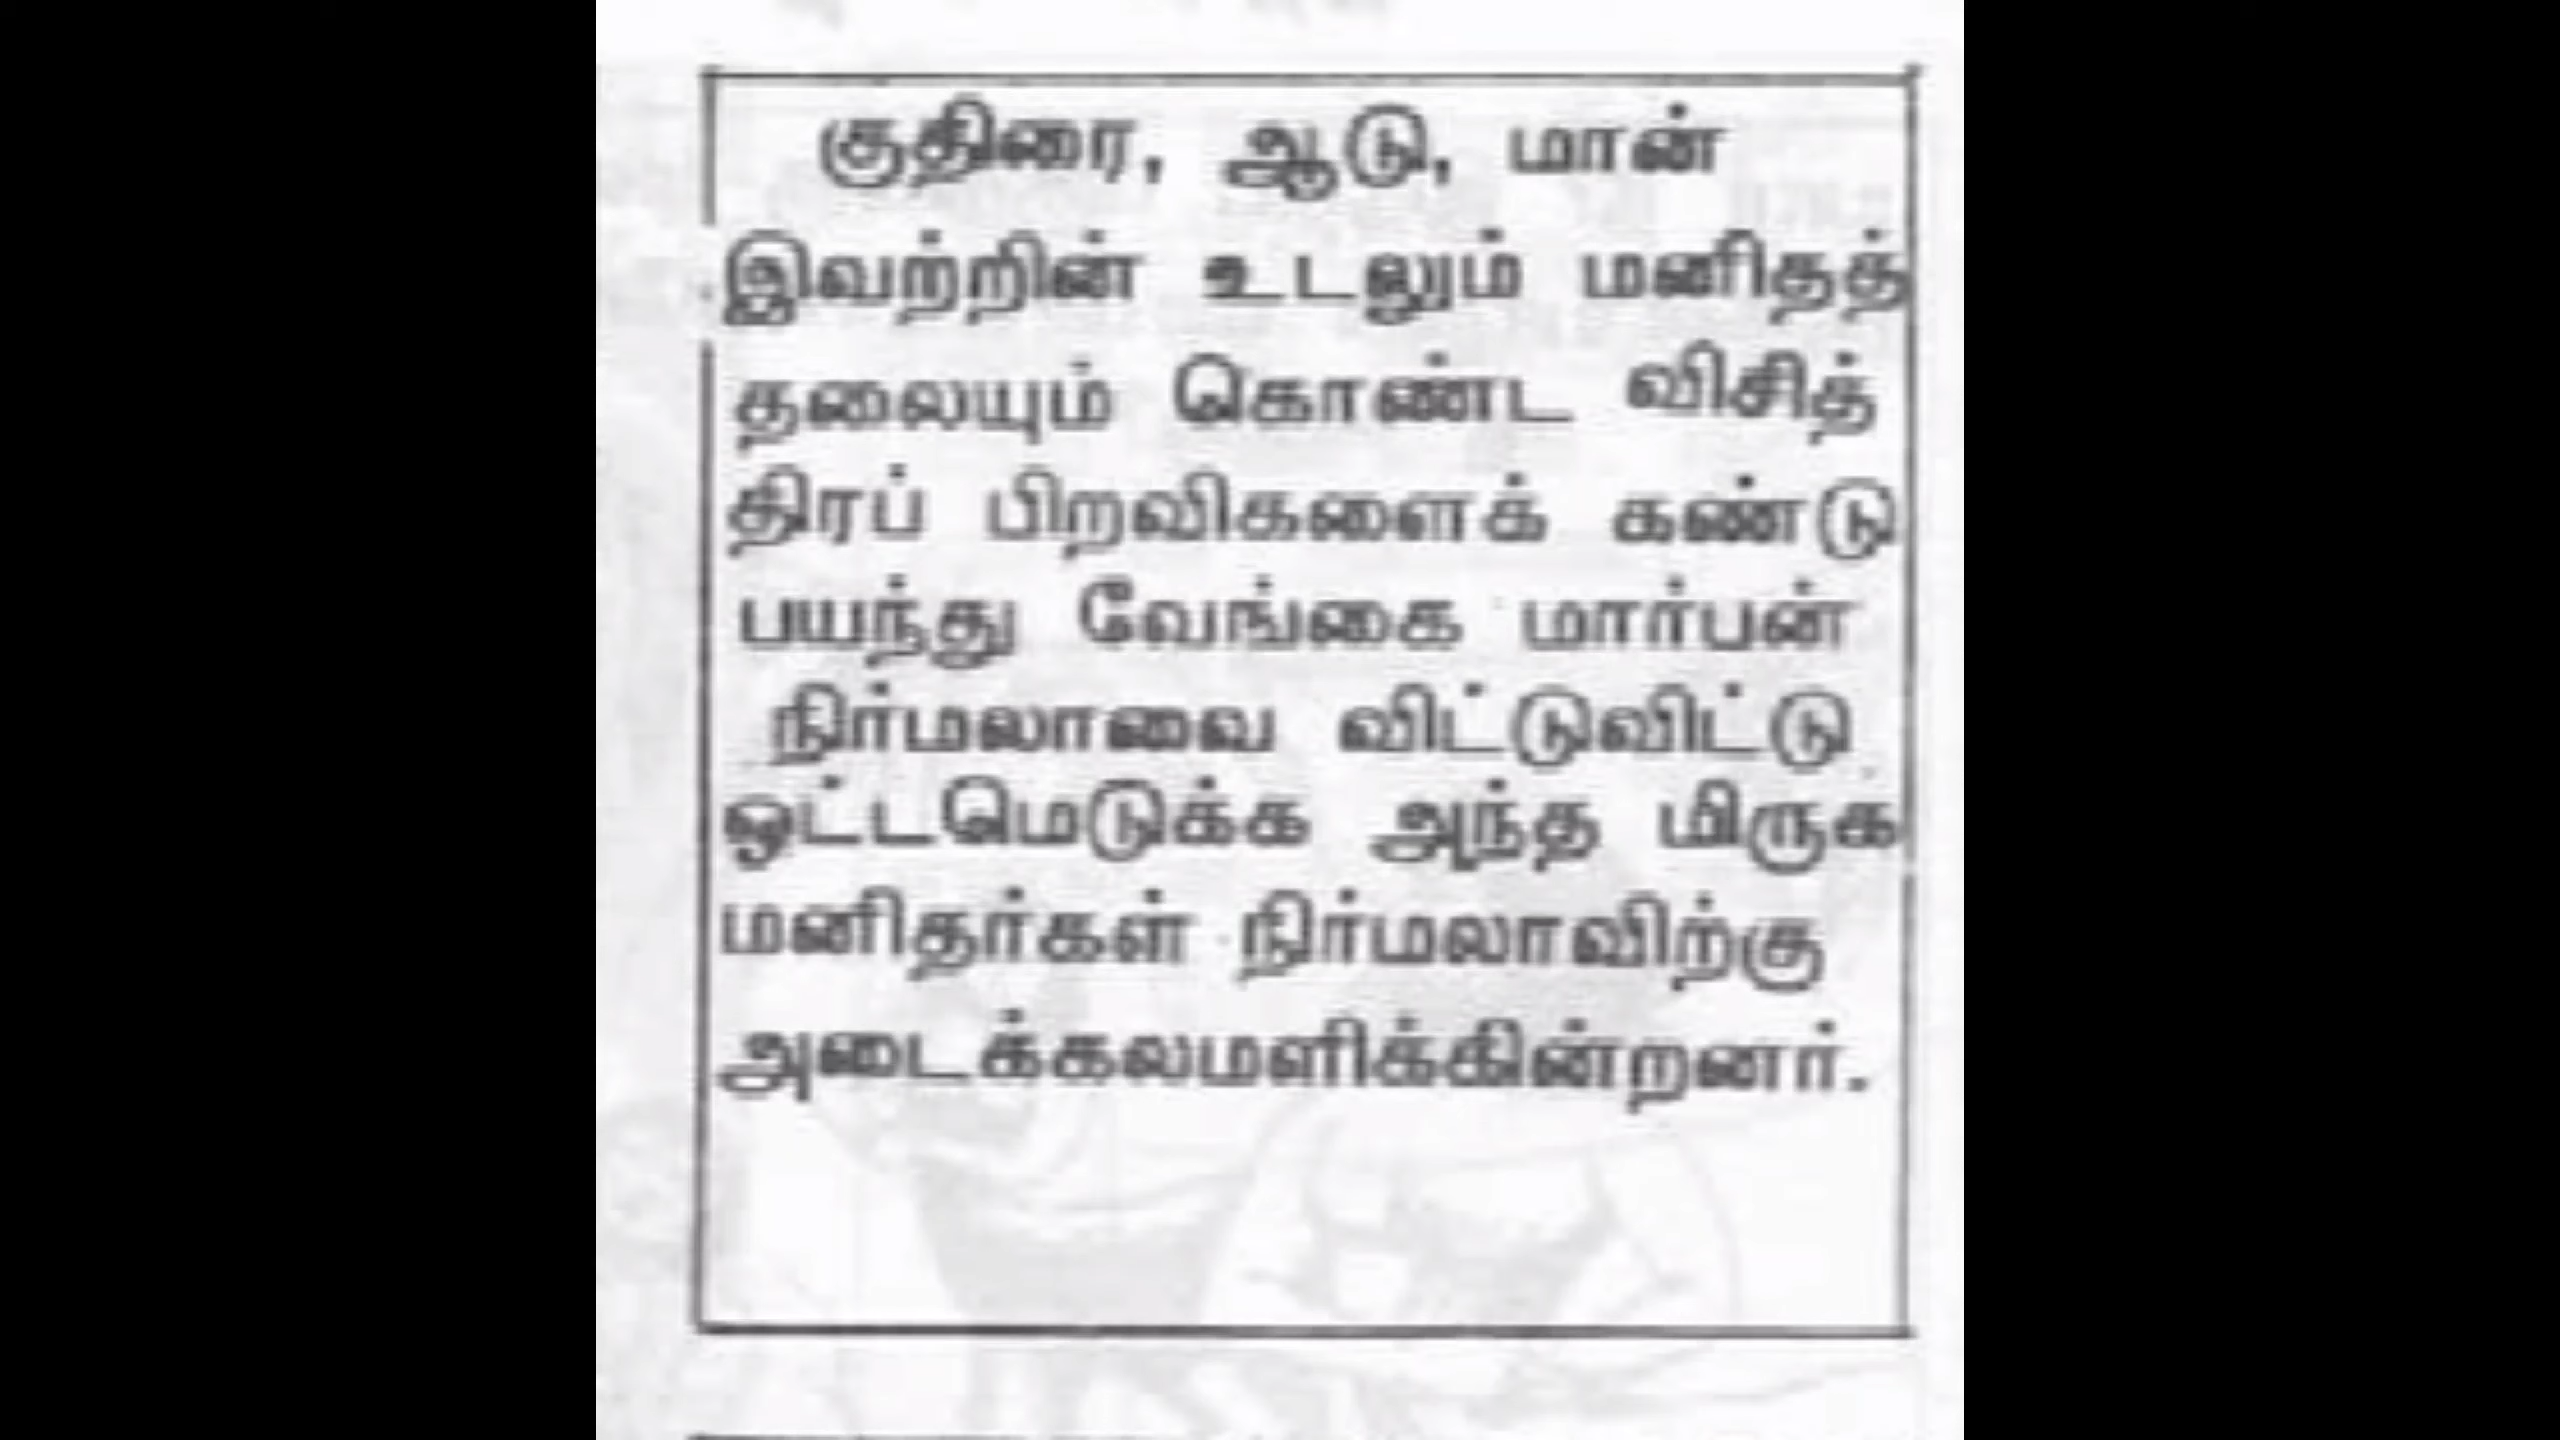 குதிரை, ஆடு, மான்
இவற்றின் உடலும் மனிதத்
தலையும் கொண்ட விசித்
திரப் பிறவிகளைக் கண்டு
பயந்து வேங்கை மார்பன்
நிர்மலாவை விட்டுவிட்டு
ஓட்டமெடுக்க அந்த மிருக
மனிதர்கள் நிர்மலாவிற்கு
அடைக்கலமளிக்கின்றனர்.